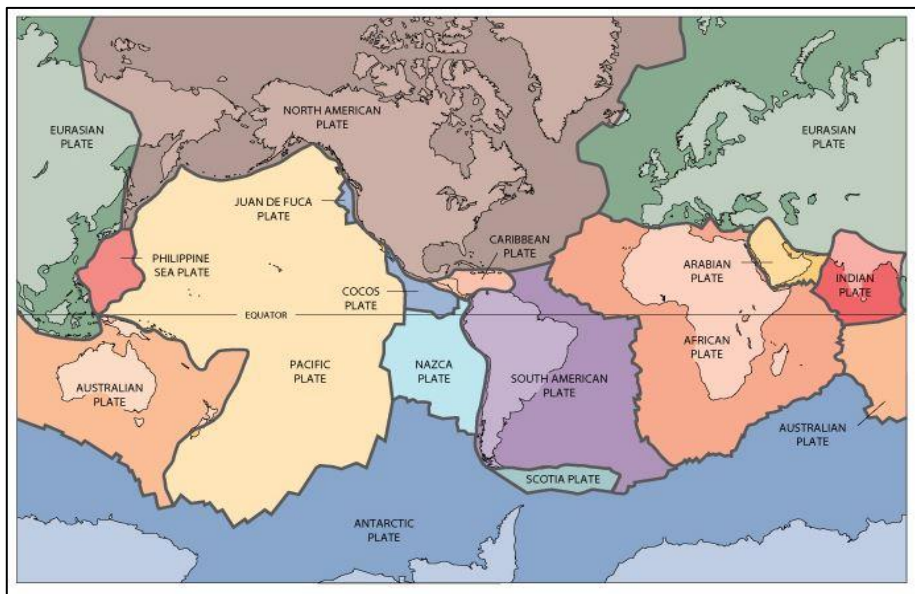 NORTH AMERICAN
PLATE
EURASIAN
PLATE
EURASIAN
PLATE
JUAN DE FUCA
PLATE
PHILIPPINE
SEA PLATE
CARIBBEAN
PLATE
ARABIAN
PLATE
INDIAN
PLATE
COCOS
PLATE
EQUATOR
PACIFIC
PLATE
NAZCA
PLATE
SOUTH AMERICAN
PLATE
AFRICAN
PLATE
AUSTRALIAN
PLATE
AUSTRALIAN
PLATE
SCOTIA PLATE
ANTARCTIC
PLATE